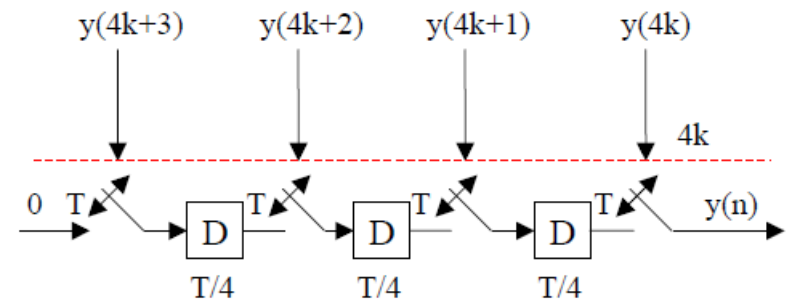 y(4k+3) y(4k+2) y(4k+1) y(4k)
4k
0 T T T T y(n)
D D D
T/4 T/4 T/4